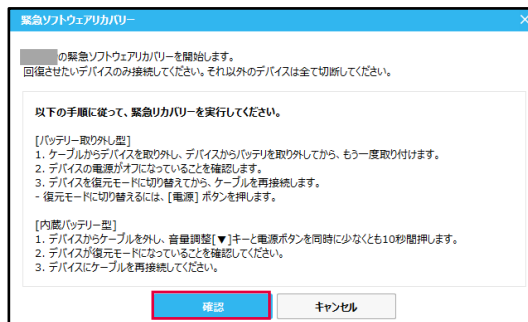 緊急ソフトウェアリカバリー
の緊急ソフトウェアリカバリーを開始します。
回復させたいデバイスのみ接続してください。それ以外のデバイスは全て切断してください。
以下の手順に従って、緊急リカバリーを実行してください。
[バッテリー取り外し型]
1. ケーブルからデバイスを取り外し、デバイスからバッテリを取り外してから、もう一度取り付けます。
2. デバイスの電源がオフになっていることを確認します。
3. デバイスを復元モードに切り替えてから、ケーブルを再接続します。
- 復元モードに切り替えるには、[電源] ボタンを押します。
[内蔵バッテリー型]
1. デバイスからケーブルを外し、音量調整[▼]キーと電源ボタンを同時に少なくとも10秒間押します。
2. デバイスが復元モードになっていることを確認してください。
3. デバイスにケーブルを再接続してください。
確認
キャンセル